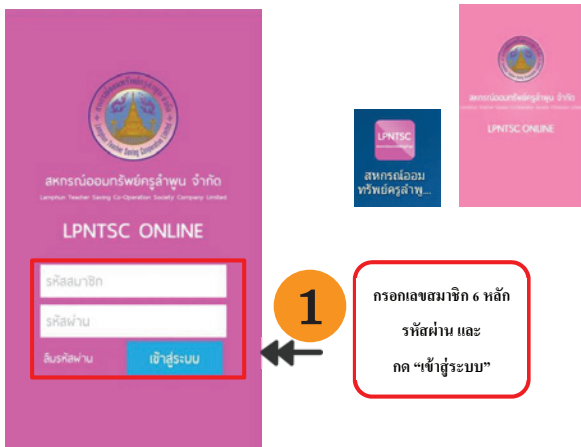 สหกรณ์ออมทรัพย์ครูลำพูน จำกัด
Lamphun Teacher Saving Co-Operation Society Company Limited
LPNTSC ONLINE
รหัสสมาชิก
รหัสผ่าน
ลืมรหัสผ่าน
เข้าสู่ระบบ
LPNTSC
สหกรณ์ออม
ทรัพย์ครูลำพู...
สหกรณ์ออมทรัพย์ครูลำพูน จำกัด
LPNTSC ONLINE
1
กรอกเลขสมาชิก 6 หลัก
รหัสผ่าน และ
กด “เข้าสู่ระบบ”